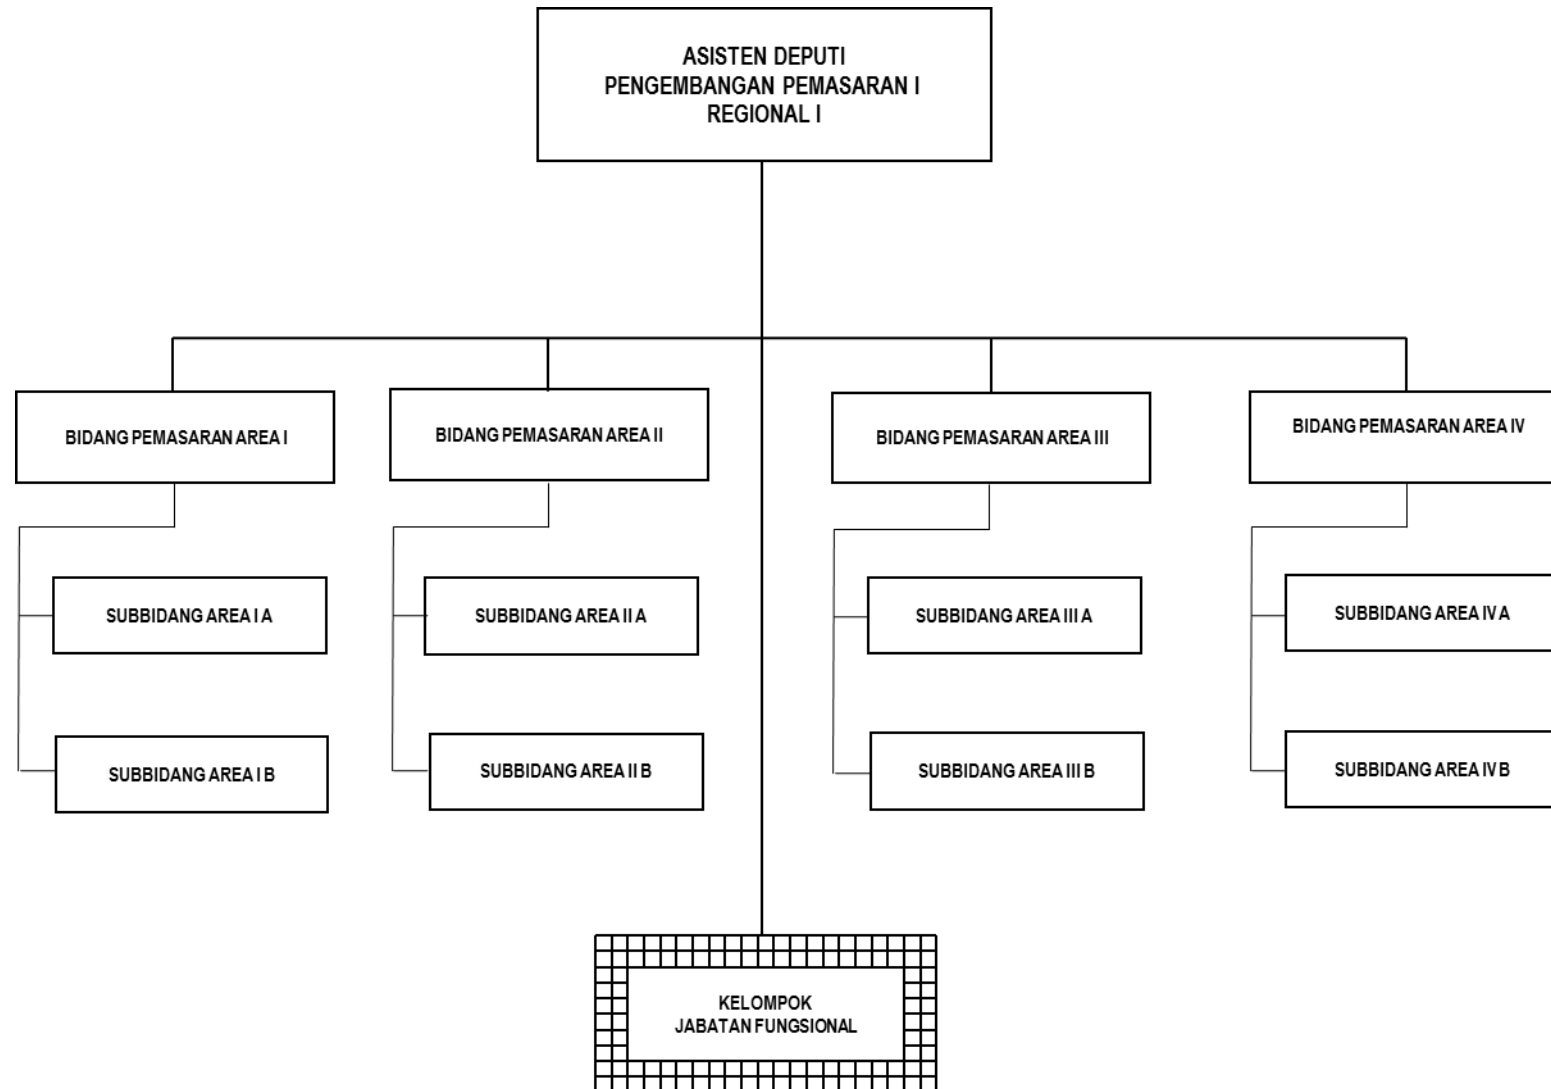 ASISTEN DEPUTI
PENGEMBANGAN PEMASARAN I
REGIONAL I
BIDANG PEMASARAN AREA I
BIDANG PEMASARAN AREA II
BIDANG PEMASARAN AREA III
BIDANG PEMASARAN AREA IV
SUBBIDANG AREA I A
SUBBIDANG AREA II A
SUBBIDANG AREA III A
SUBBIDANG AREA IV A
SUBBIDANG AREA I B
SUBBIDANG AREA II B
SUBBIDANG AREA III B
SUBBIDANG AREA IV B
KELOMPOK
JABATAN FUNGSIONAL